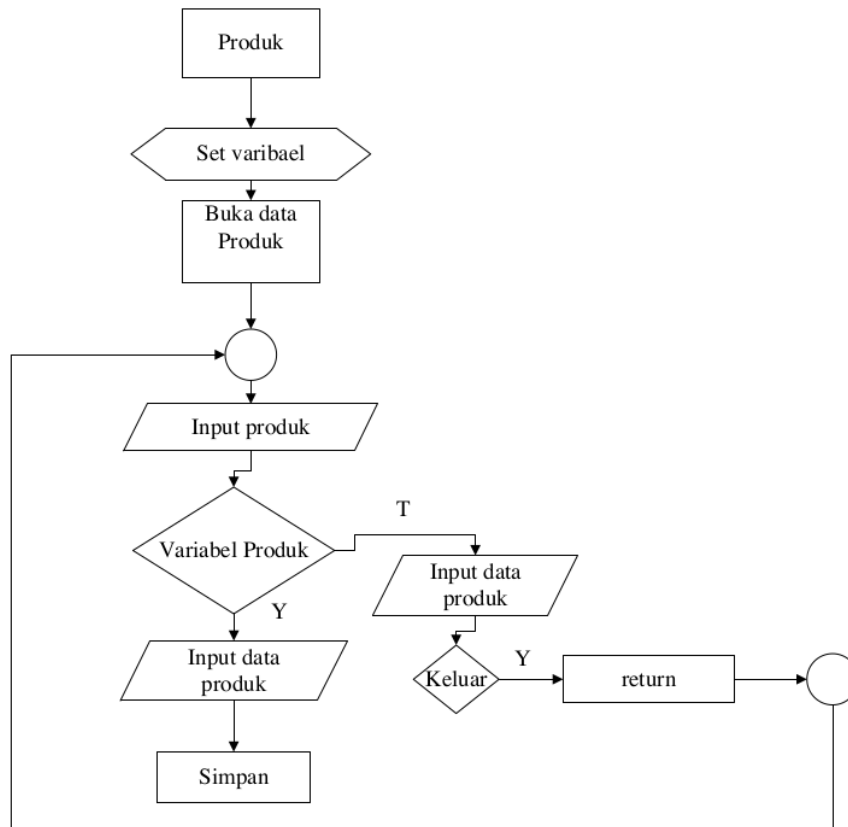 Produk
Set varibael
Buka data
Produk
Input produk
Variabel Produk
T
Input data
produk
Y
Input data
produk
Keluar
Y
return
Simpan